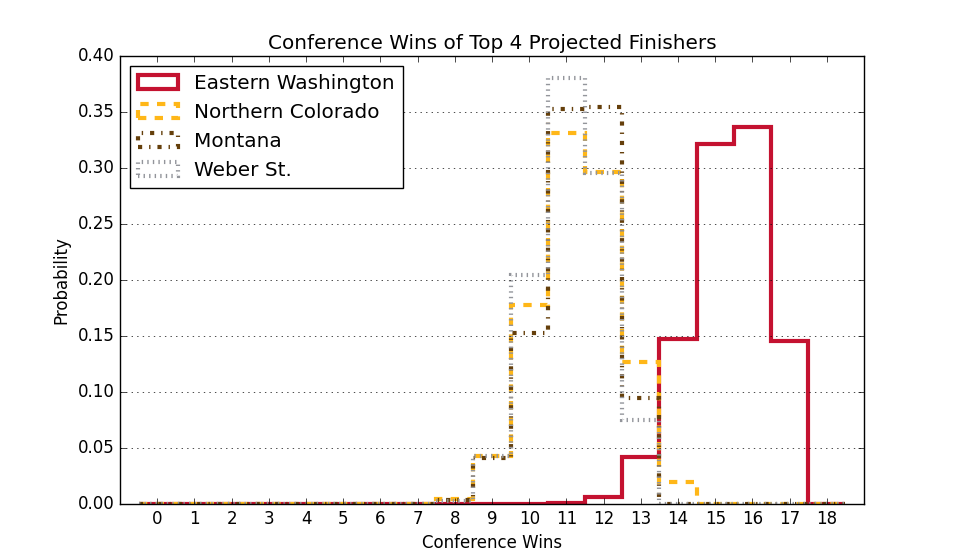 Conference Wins of Top 4 Projected Finishers
Eastern Washington
Northern Colorado
Montana
Weber St.
0.40
0.35
0.30
0.25
0.20
0.15
0.10
0.05
0.00
Probability
0 1 2 3 4 5 6 7 8 9 10 11 12 13 14 15 16 17 18
Conference Wins